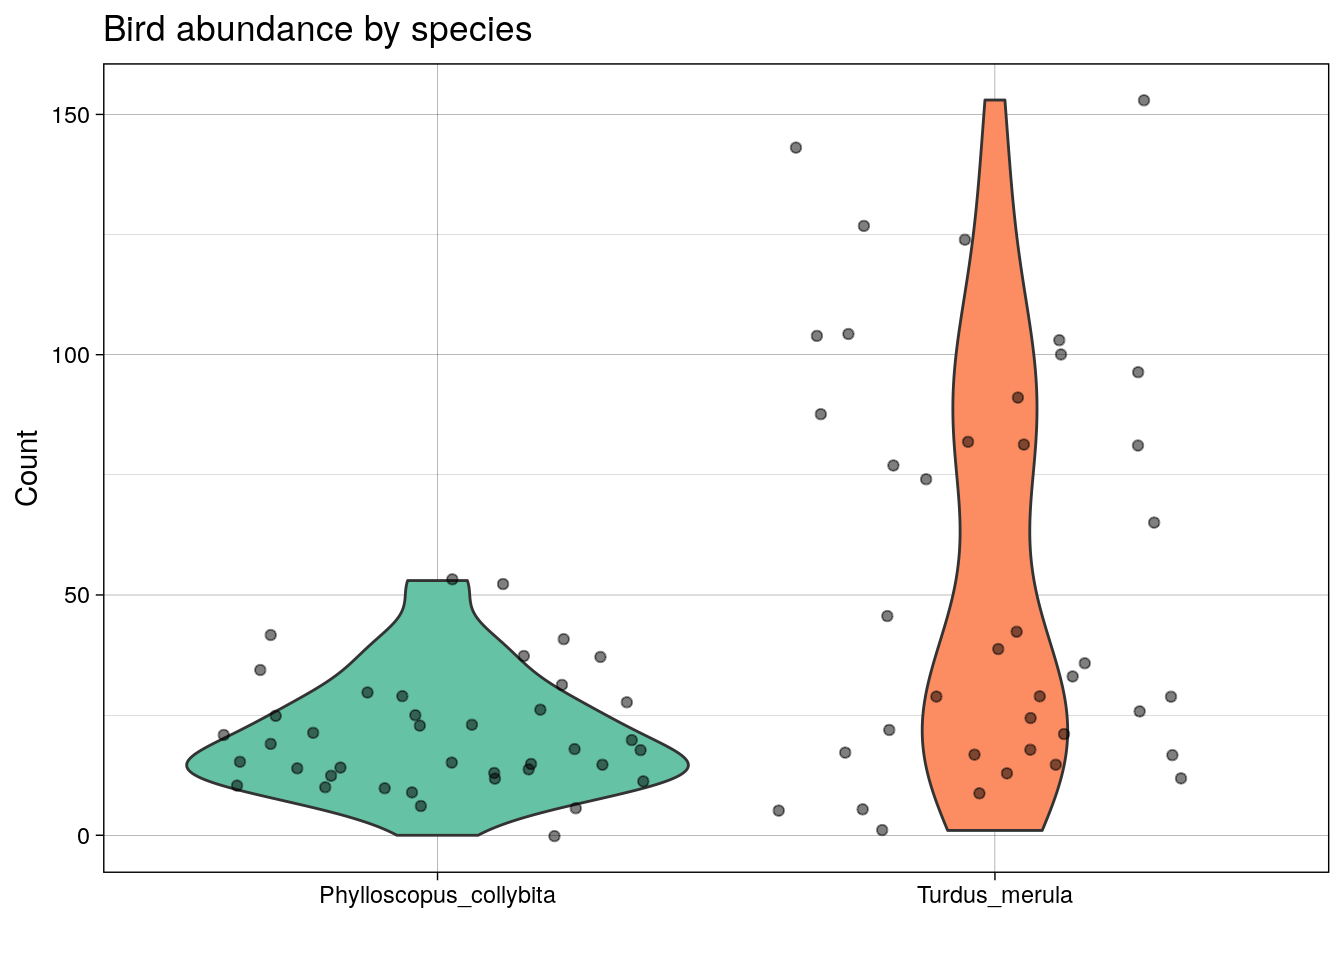 Bird abundance by species
Count
150
100
50
0
Phylloscopus_collybita
Turdus_merula